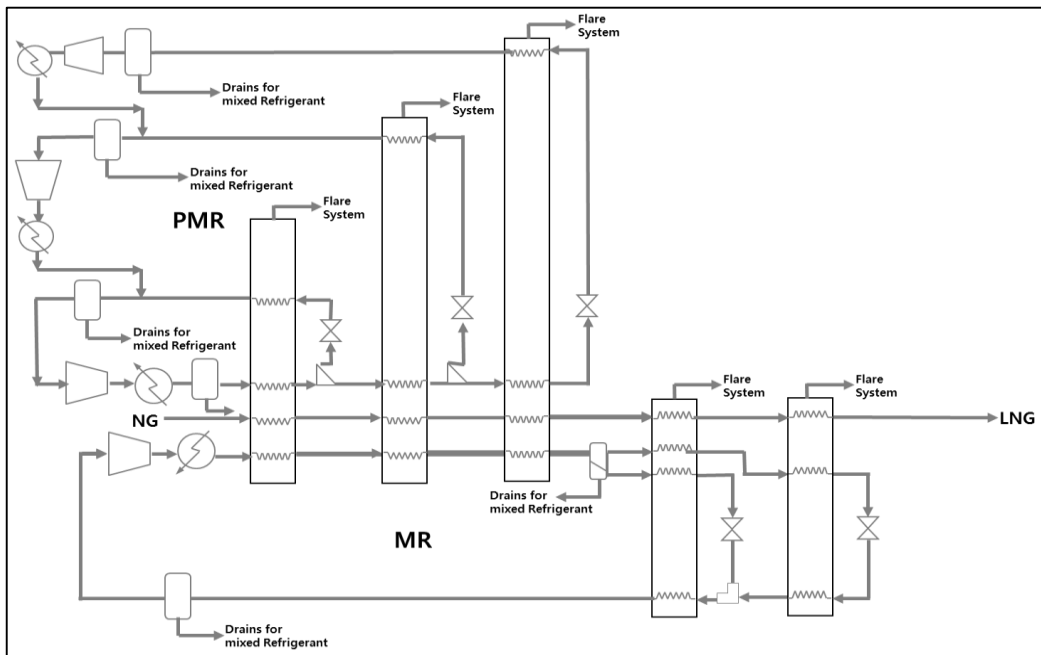 Flare
System
Drains for
mixed Refrigerant
Flare
System
Drains for
mixed Refrigerant
PMR
Flare
System
Drains for
mixed Refrigerant
NG
Flare
System
Flare
System
LNG
Drains for
mixed Refrigerant
MR
Drains for
mixed Refrigerant